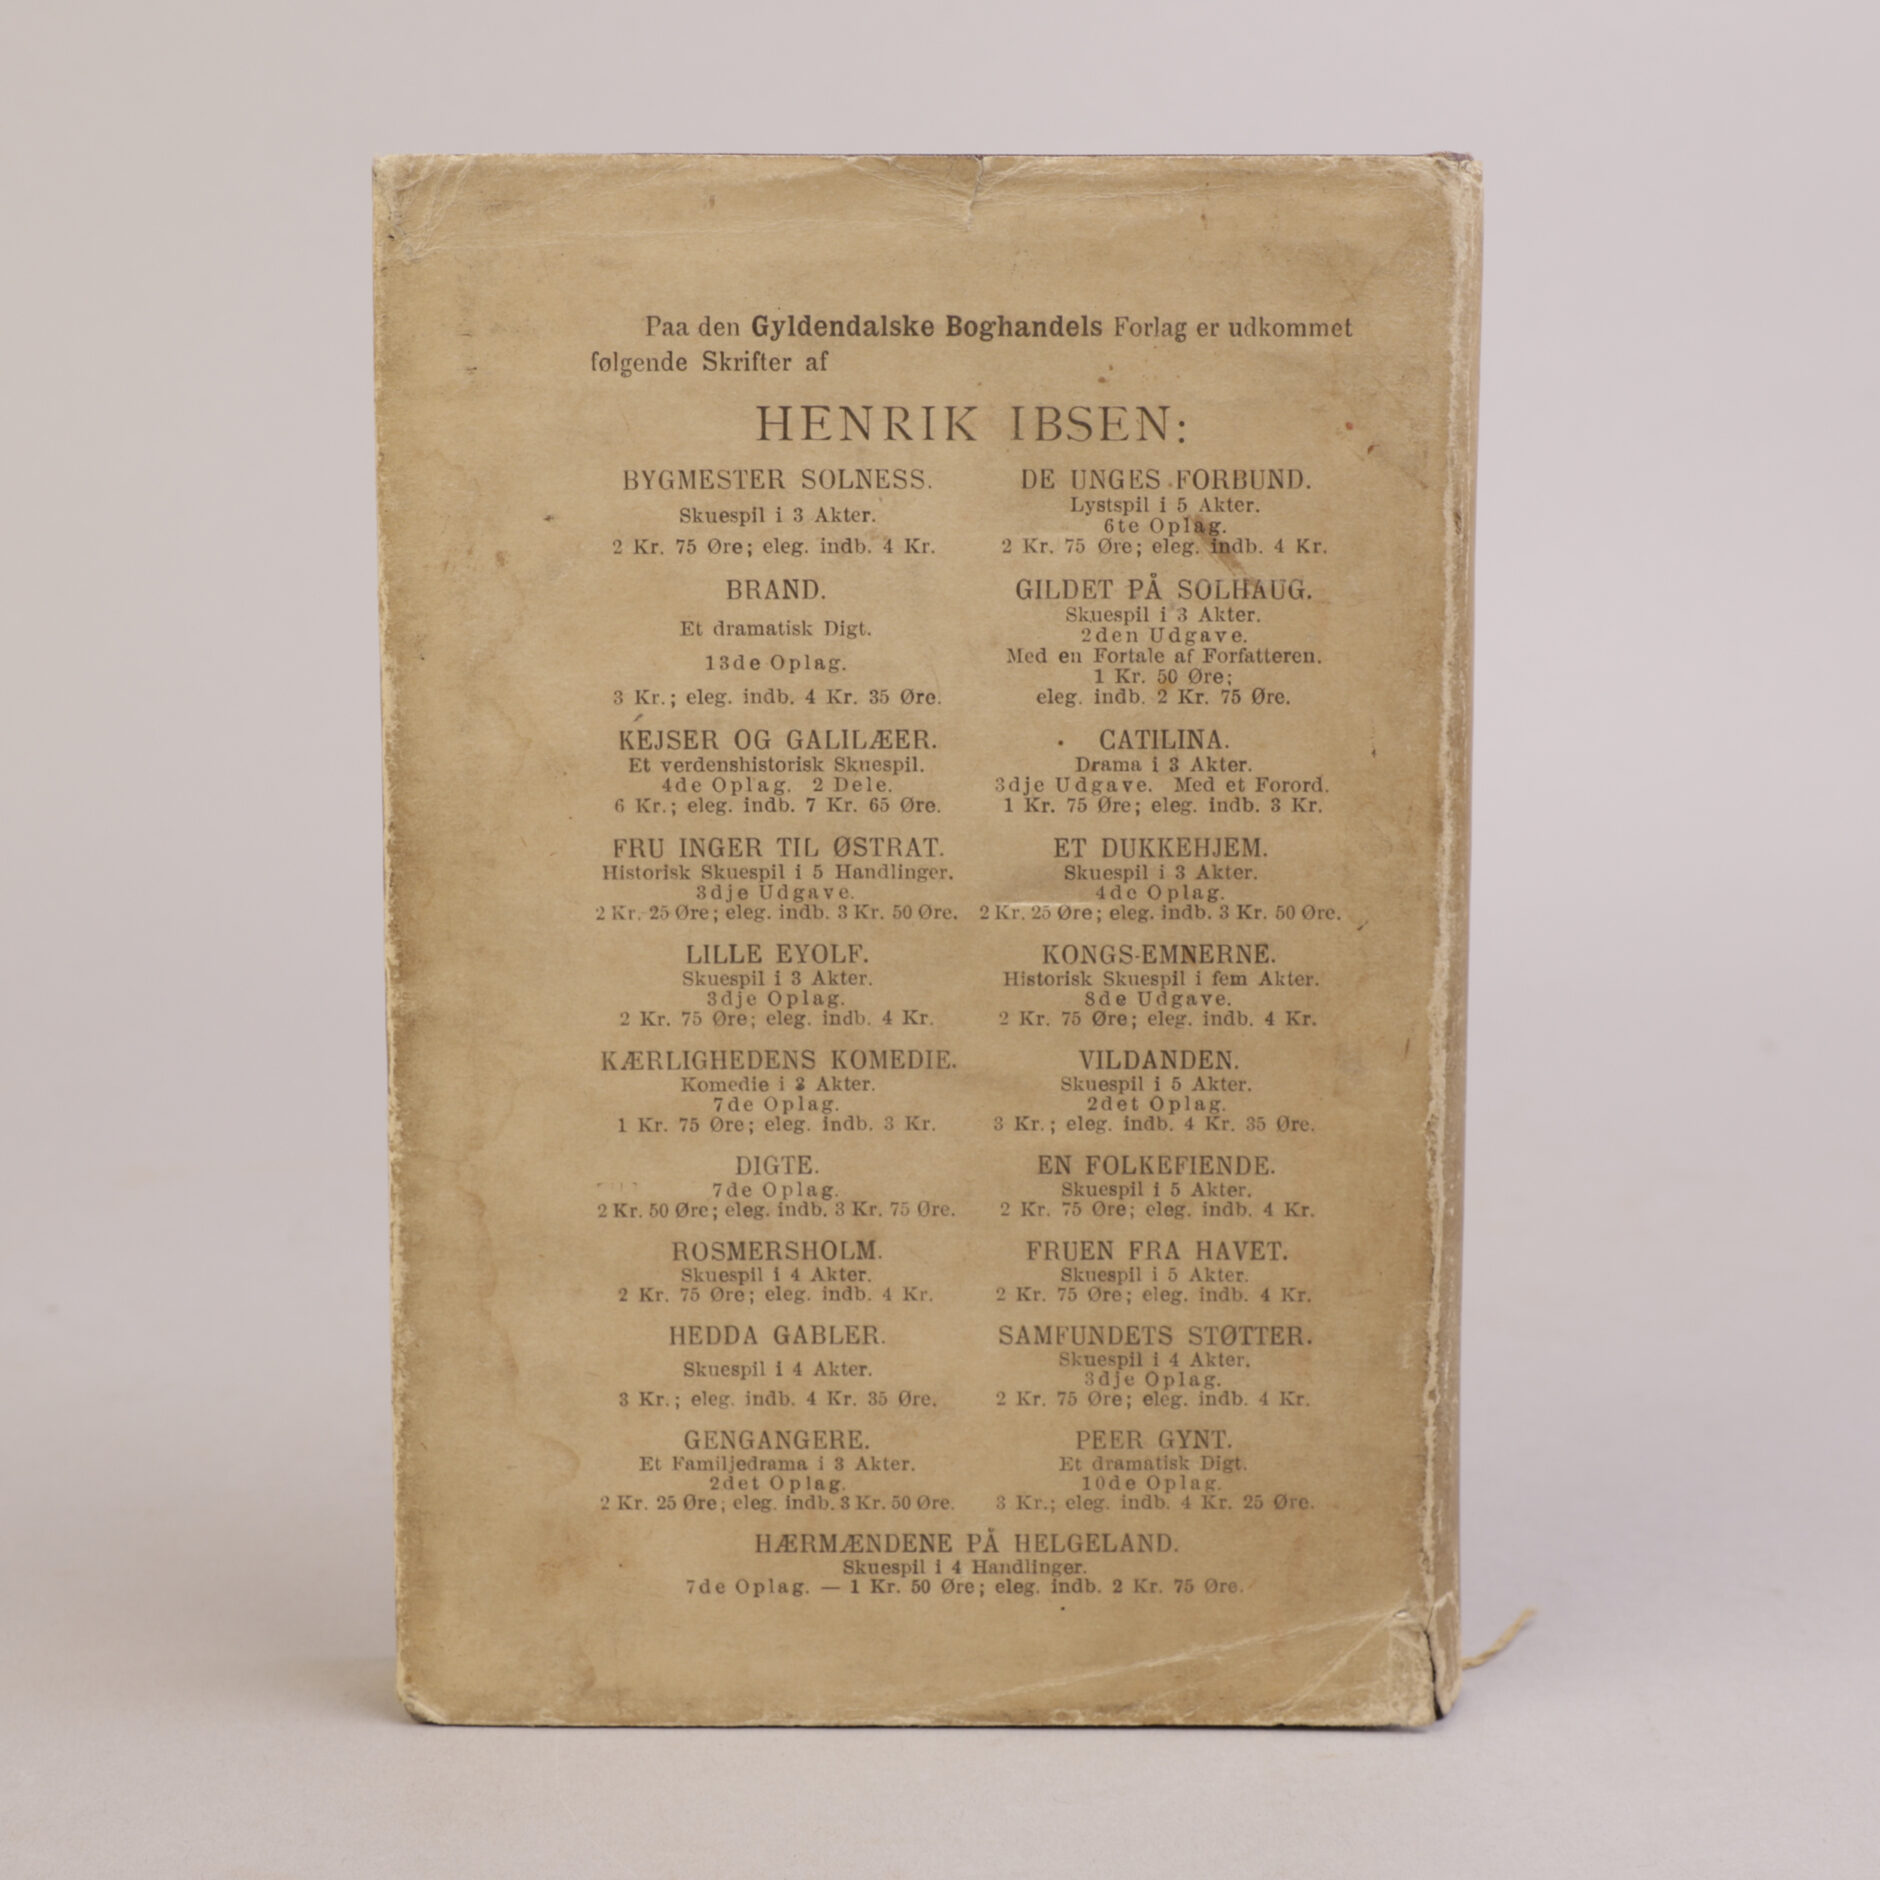 Paa den Gyldendalske Boghandels Forlag er udkommet
følgende Skrifter af
HENRIK IBSEN:
BYGMESTER SOLNESS.
Skuespil i 3 Akter.
2 Kr. 75 Øre; eleg. indb. 4 Kr.
BRAND.
Et dramatisk Digt.
13de Oplag.
3 Kr.; eleg. indb. 4 Kr. 35 Øre.
KEJSER OG GALILÆER.
Et verdenshistorisk Skuespil.
4de Oplag. 2 Dele.
6 Kr.; eleg. indb. 7 Kr. 65 Øre.
FRU INGER TIL ØSTRAT.
Historisk Skuespil i 5 Handlinger.
3dje Udgave.
2 Kr. 25 Øre; eleg. indb. 3 Kr. 50 Øre.
LILLE EYOLF.
Skuespil i 3 Akter.
3dje Oplag.
2 Kr. 75 Øre; eleg. indb. 4 Kr.
KÆRLIGHEDENS KOMEDIE.
Komedie i 3 Akter.
7de Oplag.
1 Kr. 75 Øre; eleg. indb. 3 Kr.
DIGTE.
7de Oplag.
2 Kr. 50 Øre; eleg. indb. 3 Kr. 75 Øre.
ROSMERSHOLM.
Skuespil i 4 Akter.
2 Kr. 75 Øre; eleg. indb. 4 Kr.
HEDDA GABLER.
Skuespil i 4 Akter.
3 Kr.; eleg. indb. 4 Kr. 35 Øre.
GENGANGERE.
Et Familjedrama i 3 Akter.
2det Oplag.
2 Kr. 25 Øre; eleg. indb. 3 Kr. 50 Øre.
DE UNGES FORBUND.
Lystspil i 5 Akter.
6te Oplag.
2 Kr. 75 Øre; eleg. indb. 4 Kr.
GILDET PÅ SOLHAUG.
Skuespil i 3 Akter.
2den Udgave.
Med en Fortale af Forfatteren.
1 Kr. 50 Øre;
eleg. indb. 2 Kr. 75 Øre.
CATILINA.
Drama i 3 Akter.
3dje Udgave. Med et Forord.
1 Kr. 75 Øre; eleg. indb. 3 Kr.
ET DUKKEHJEM.
Skuespil i 3 Akter.
4de Oplag.
2 Kr. 25 Øre; eleg. indb. 3 Kr. 50 Øre.
KONGS-EMNERNE.
Historisk Skuespil i fem Akter.
8de Udgave.
2 Kr. 75 Øre; eleg. indb. 4 Kr.
VILDANDEN.
Skuespil i 5 Akter.
2det Oplag.
3 Kr.; eleg. indb. 4 Kr. 35 Øre.
EN FOLKEFIENDE.
Skuespil i 5 Akter.
2 Kr. 75 Øre; eleg. indb. 4 Kr.
FRUEN FRA HAVET.
Skuespil i 5 Akter.
2 Kr. 75 Øre; eleg. indb. 4 Kr.
SAMFUNDETS STØTTER.
Skuespil i 4 Akter.
3dje Oplag.
2 Kr. 75 Øre; eleg. indb. 4 Kr.
PEER GYNT.
Et dramatisk Digt.
10de Oplag.
3 Kr.; eleg. indb. 4 Kr. 25 Øre.
HÆRMÆNDENE PÅ HELGELAND.
Skuespil i 4 Handlinger.
7de Oplag. — 1 Kr. 50 Øre; eleg. indb. 2 Kr. 75 Øre.